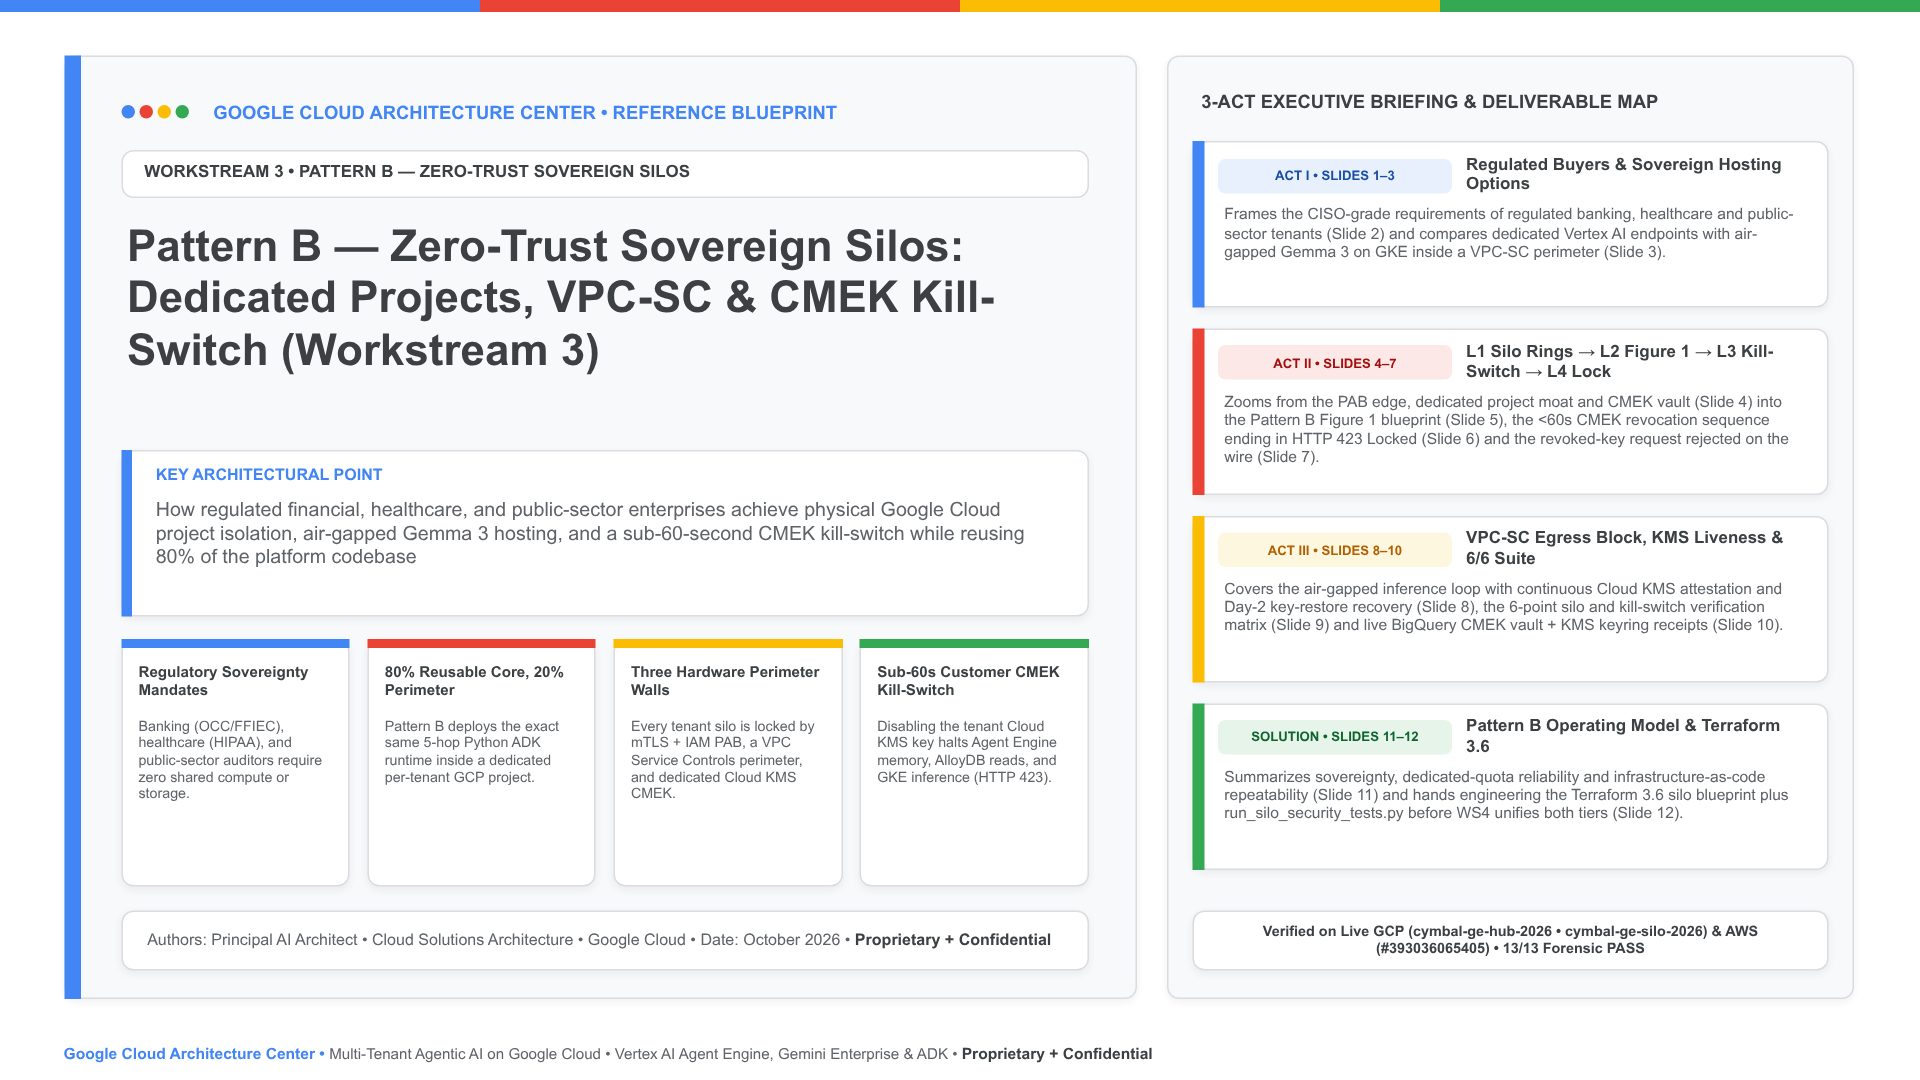 GOOGLE CLOUD ARCHITECTURE CENTER • REFERENCE BLUEPRINT
WORKSTREAM 3 • PATTERN B — ZERO-TRUST SOVEREIGN SILOS
Pattern B — Zero-Trust Sovereign Silos:
Dedicated Projects, VPC-SC & CMEK Kill-
Switch (Workstream 3)
KEY ARCHITECTURAL POINT
How regulated financial, healthcare, and public-sector enterprises achieve physical Google Cloud
project isolation, air-gapped Gemma 3 hosting, and a sub-60-second CMEK kill-switch while reusing
80% of the platform codebase
Regulatory Sovereignty
Mandates
Banking (OCC/FFIEC),
healthcare (HIPAA), and
public-sector auditors require
zero shared compute or
storage.
80% Reusable Core, 20%
Perimeter
Pattern B deploys the exact
same 5-hop Python ADK
runtime inside a dedicated
per-tenant GCP project.
Three Hardware Perimeter
Walls
Every tenant silo is locked by
mTLS + IAM PAB, a VPC
Service Controls perimeter,
and dedicated Cloud KMS
CMEK.
Sub-60s Customer CMEK
Kill-Switch
Disabling the tenant Cloud
KMS key halts Agent Engine
memory, AlloyDB reads, and
GKE inference (HTTP 423).
Authors: Principal AI Architect • Cloud Solutions Architecture • Google Cloud • Date: October 2026 • Proprietary + Confidential
3-ACT EXECUTIVE BRIEFING & DELIVERABLE MAP
ACT I • SLIDES 1–3
Regulated Buyers & Sovereign Hosting
Options
Frames the CISO-grade requirements of regulated banking, healthcare and public-
sector tenants (Slide 2) and compares dedicated Vertex AI endpoints with air-
gapped Gemma 3 on GKE inside a VPC-SC perimeter (Slide 3).
ACT II • SLIDES 4–7
L1 Silo Rings → L2 Figure 1 → L3 Kill-
Switch → L4 Lock
Zooms from the PAB edge, dedicated project moat and CMEK vault (Slide 4) into
the Pattern B Figure 1 blueprint (Slide 5), the <60s CMEK revocation sequence
ending in HTTP 423 Locked (Slide 6) and the revoked-key request rejected on the
wire (Slide 7).
ACT III • SLIDES 8–10
VPC-SC Egress Block, KMS Liveness &
6/6 Suite
Covers the air-gapped inference loop with continuous Cloud KMS attestation and
Day-2 key-restore recovery (Slide 8), the 6-point silo and kill-switch verification
matrix (Slide 9) and live BigQuery CMEK vault + KMS keyring receipts (Slide 10).
SOLUTION • SLIDES 11–12
Pattern B Operating Model & Terraform
3.6
Summarizes sovereignty, dedicated-quota reliability and infrastructure-as-code
repeatability (Slide 11) and hands engineering the Terraform 3.6 silo blueprint plus
run_silo_security_tests.py before WS4 unifies both tiers (Slide 12).
Verified on Live GCP (cymbal-ge-hub-2026 • cymbal-ge-silo-2026) & AWS
(#393036065405) • 13/13 Forensic PASS
Google Cloud Architecture Center • Multi-Tenant Agentic AI on Google Cloud • Vertex AI Agent Engine, Gemini Enterprise & ADK • Proprietary + Confidential